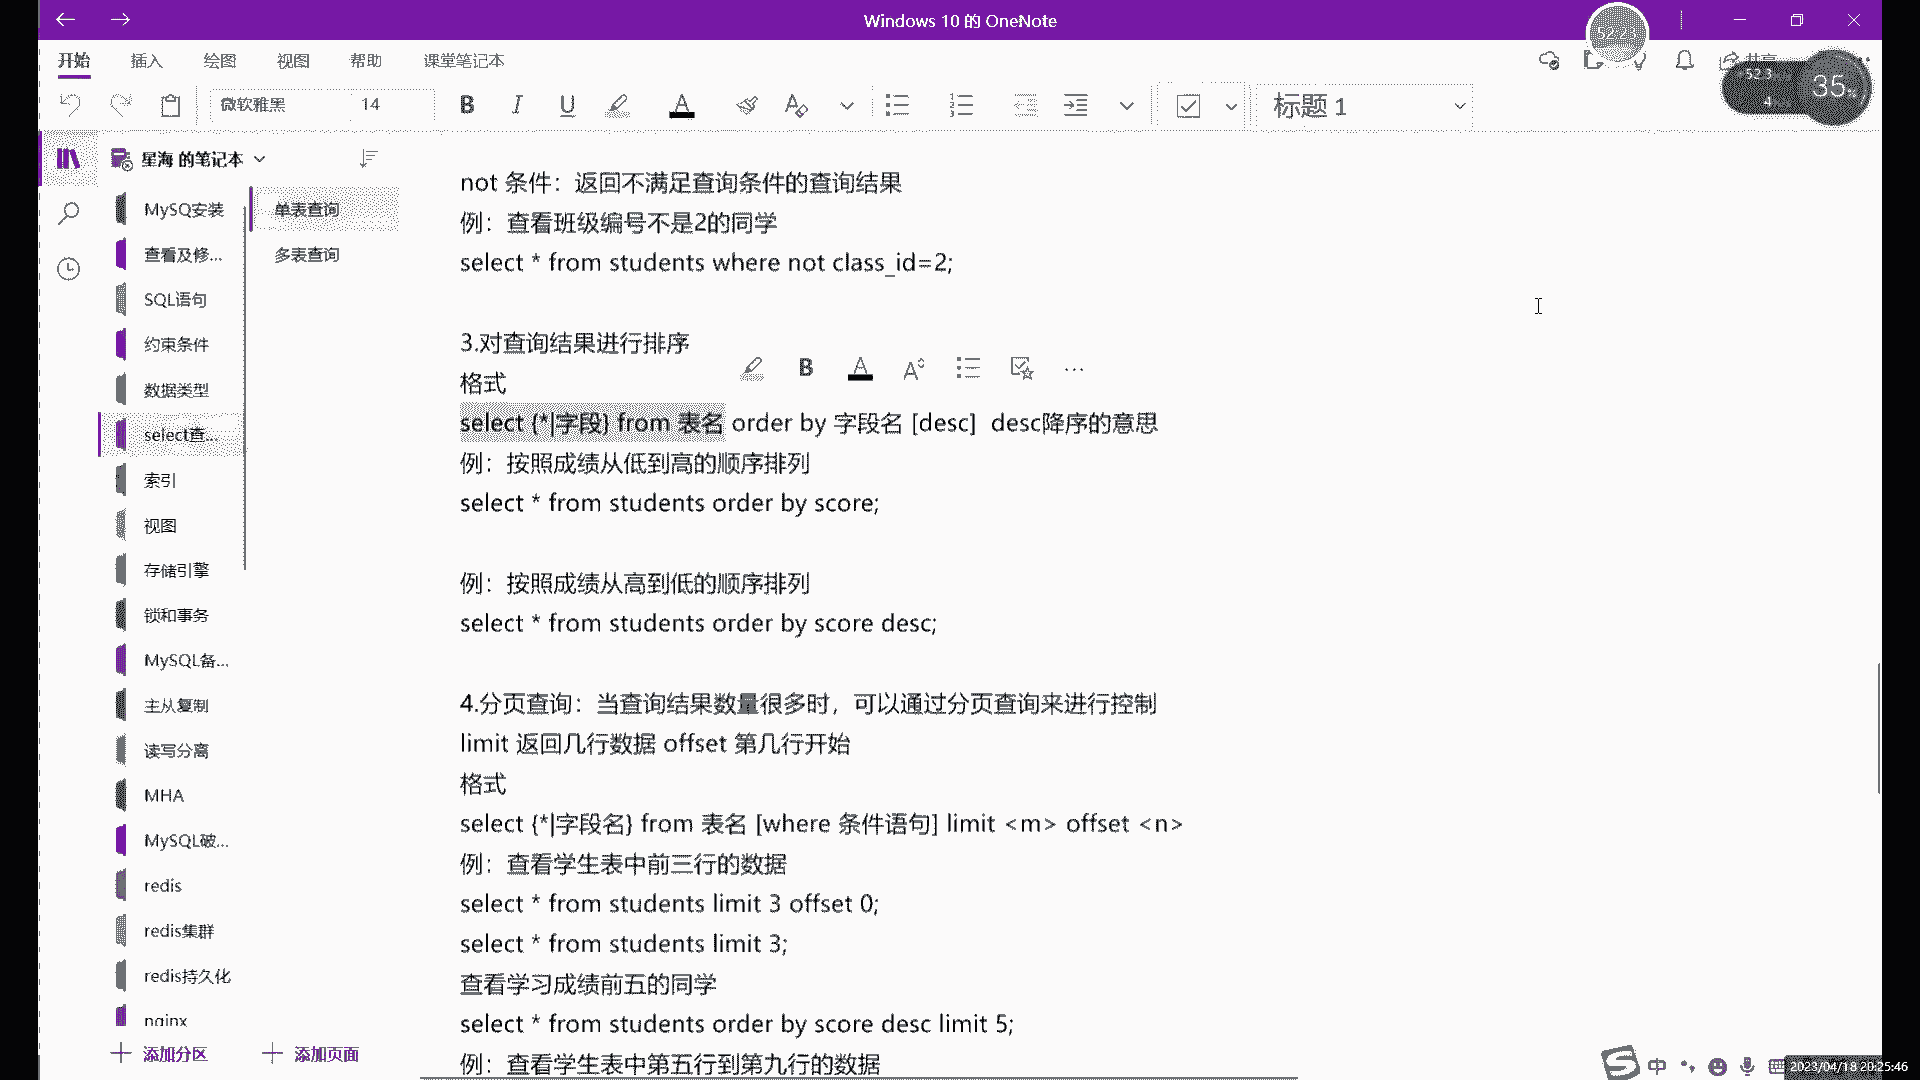 Windows 10 的 OneNote
开始 插入 绘图 视图 帮助 课堂笔记本
微软雅黑 14 标题 1
35%
星海 的笔记本
MySQ安装
查看及修...
SQL语句
约束条件
数据类型
select查...
索引
视图
存储引擎
锁和事务
MySQL备...
主从复制
读写分离
MHA
MySQL破...
redis
redis集群
redis持久化
nginx
添加分区
单表查询
多表查询
添加页面
not 条件：返回不满足查询条件的查询结果
例：查看班级编号不是2的同学
select * from students where not class_id=2;
3.对查询结果进行排序
格式
select {*|字段} from 表名 order by 字段名 [desc]  desc降序的意思
例：按照成绩从低到高的顺序排列
select * from students order by score;
例：按照成绩从高到低的顺序排列
select * from students order by score desc;
4.分页查询：当查询结果数量很多时，可以通过分页查询来进行控制
limit 返回几行数据 offset 第几行开始
格式
select {*|字段名} from 表名 [where 条件语句] limit <m> offset <n>
例：查看学生表中前三行的数据
select * from students limit 3 offset 0;
select * from students limit 3;
查看学习成绩前五的同学
select * from students order by score desc limit 5;
例：查看学生表中第五行到第九行的数据
中
2023/04/18 20:25:46